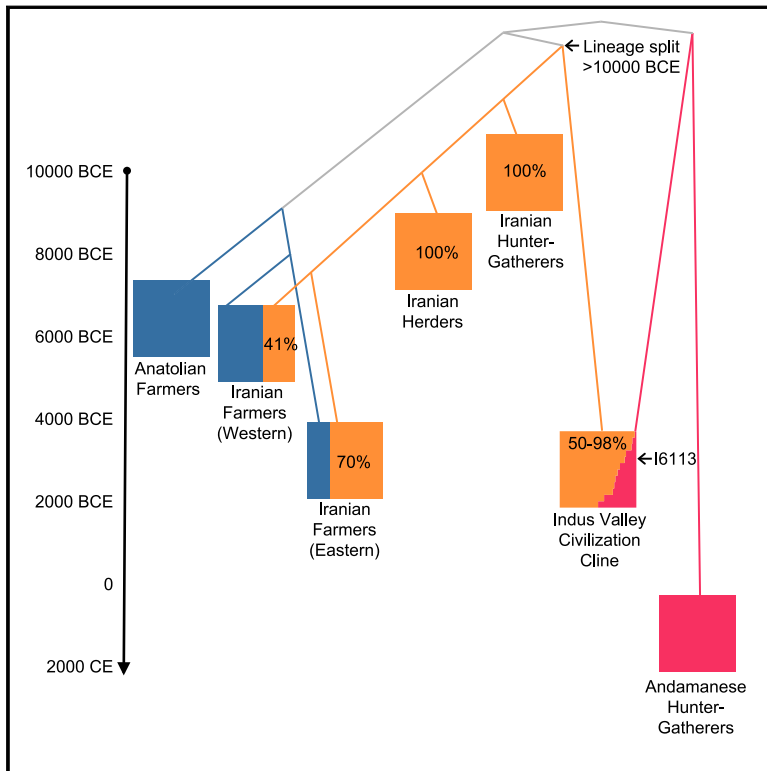 ←Lineage split
>10000 BCE
10000 BCE
100%
Iranian
Hunter-
Gatherers
8000 BCE
100%
Iranian
Herders
6000 BCE
Anatolian
Farmers
41%
Iranian
Farmers
(Western)
4000 BCE
70%
Iranian
Farmers
(Eastern)
50-98%
←I6113
Indus Valley
Civilization
Cline
2000 BCE
0
2000 CE
Andamanese
Hunter-
Gatherers